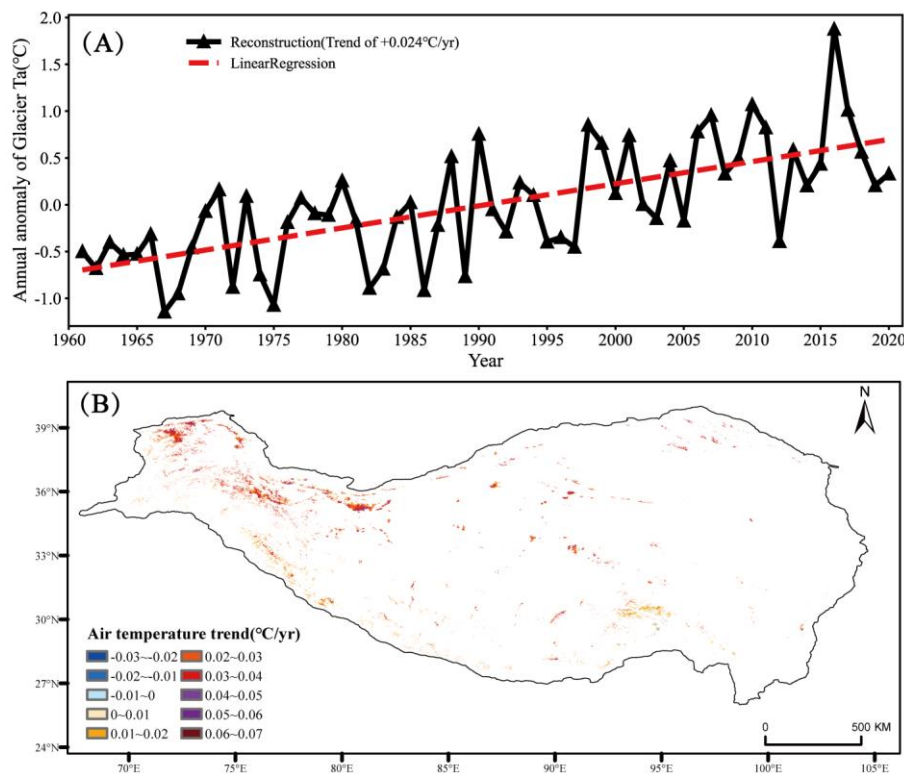 (A)
Reconstruction(Trend of +0.024℃/yr)
LinearRegression
Annual anomaly of Glacier Ta(℃)
2.0
1.5
1.0
0.5
0.0
-0.5
-1.0
1960 1965 1970 1975 1980 1985 1990 1995 2000 2005 2010 2015 2020
Year
(B)
N
39°N
36°N
33°N
30°N
27°N
24°N
Air temperature trend(℃/yr)
-0.03~-0.02 0.02~0.03
-0.02~-0.01 0.03~0.04
-0.01~0 0.04~0.05
0~0.01 0.05~0.06
0.01~0.02 0.06~0.07
0 500 KM
70°E 75°E 80°E 85°E 90°E 95°E 100°E 105°E